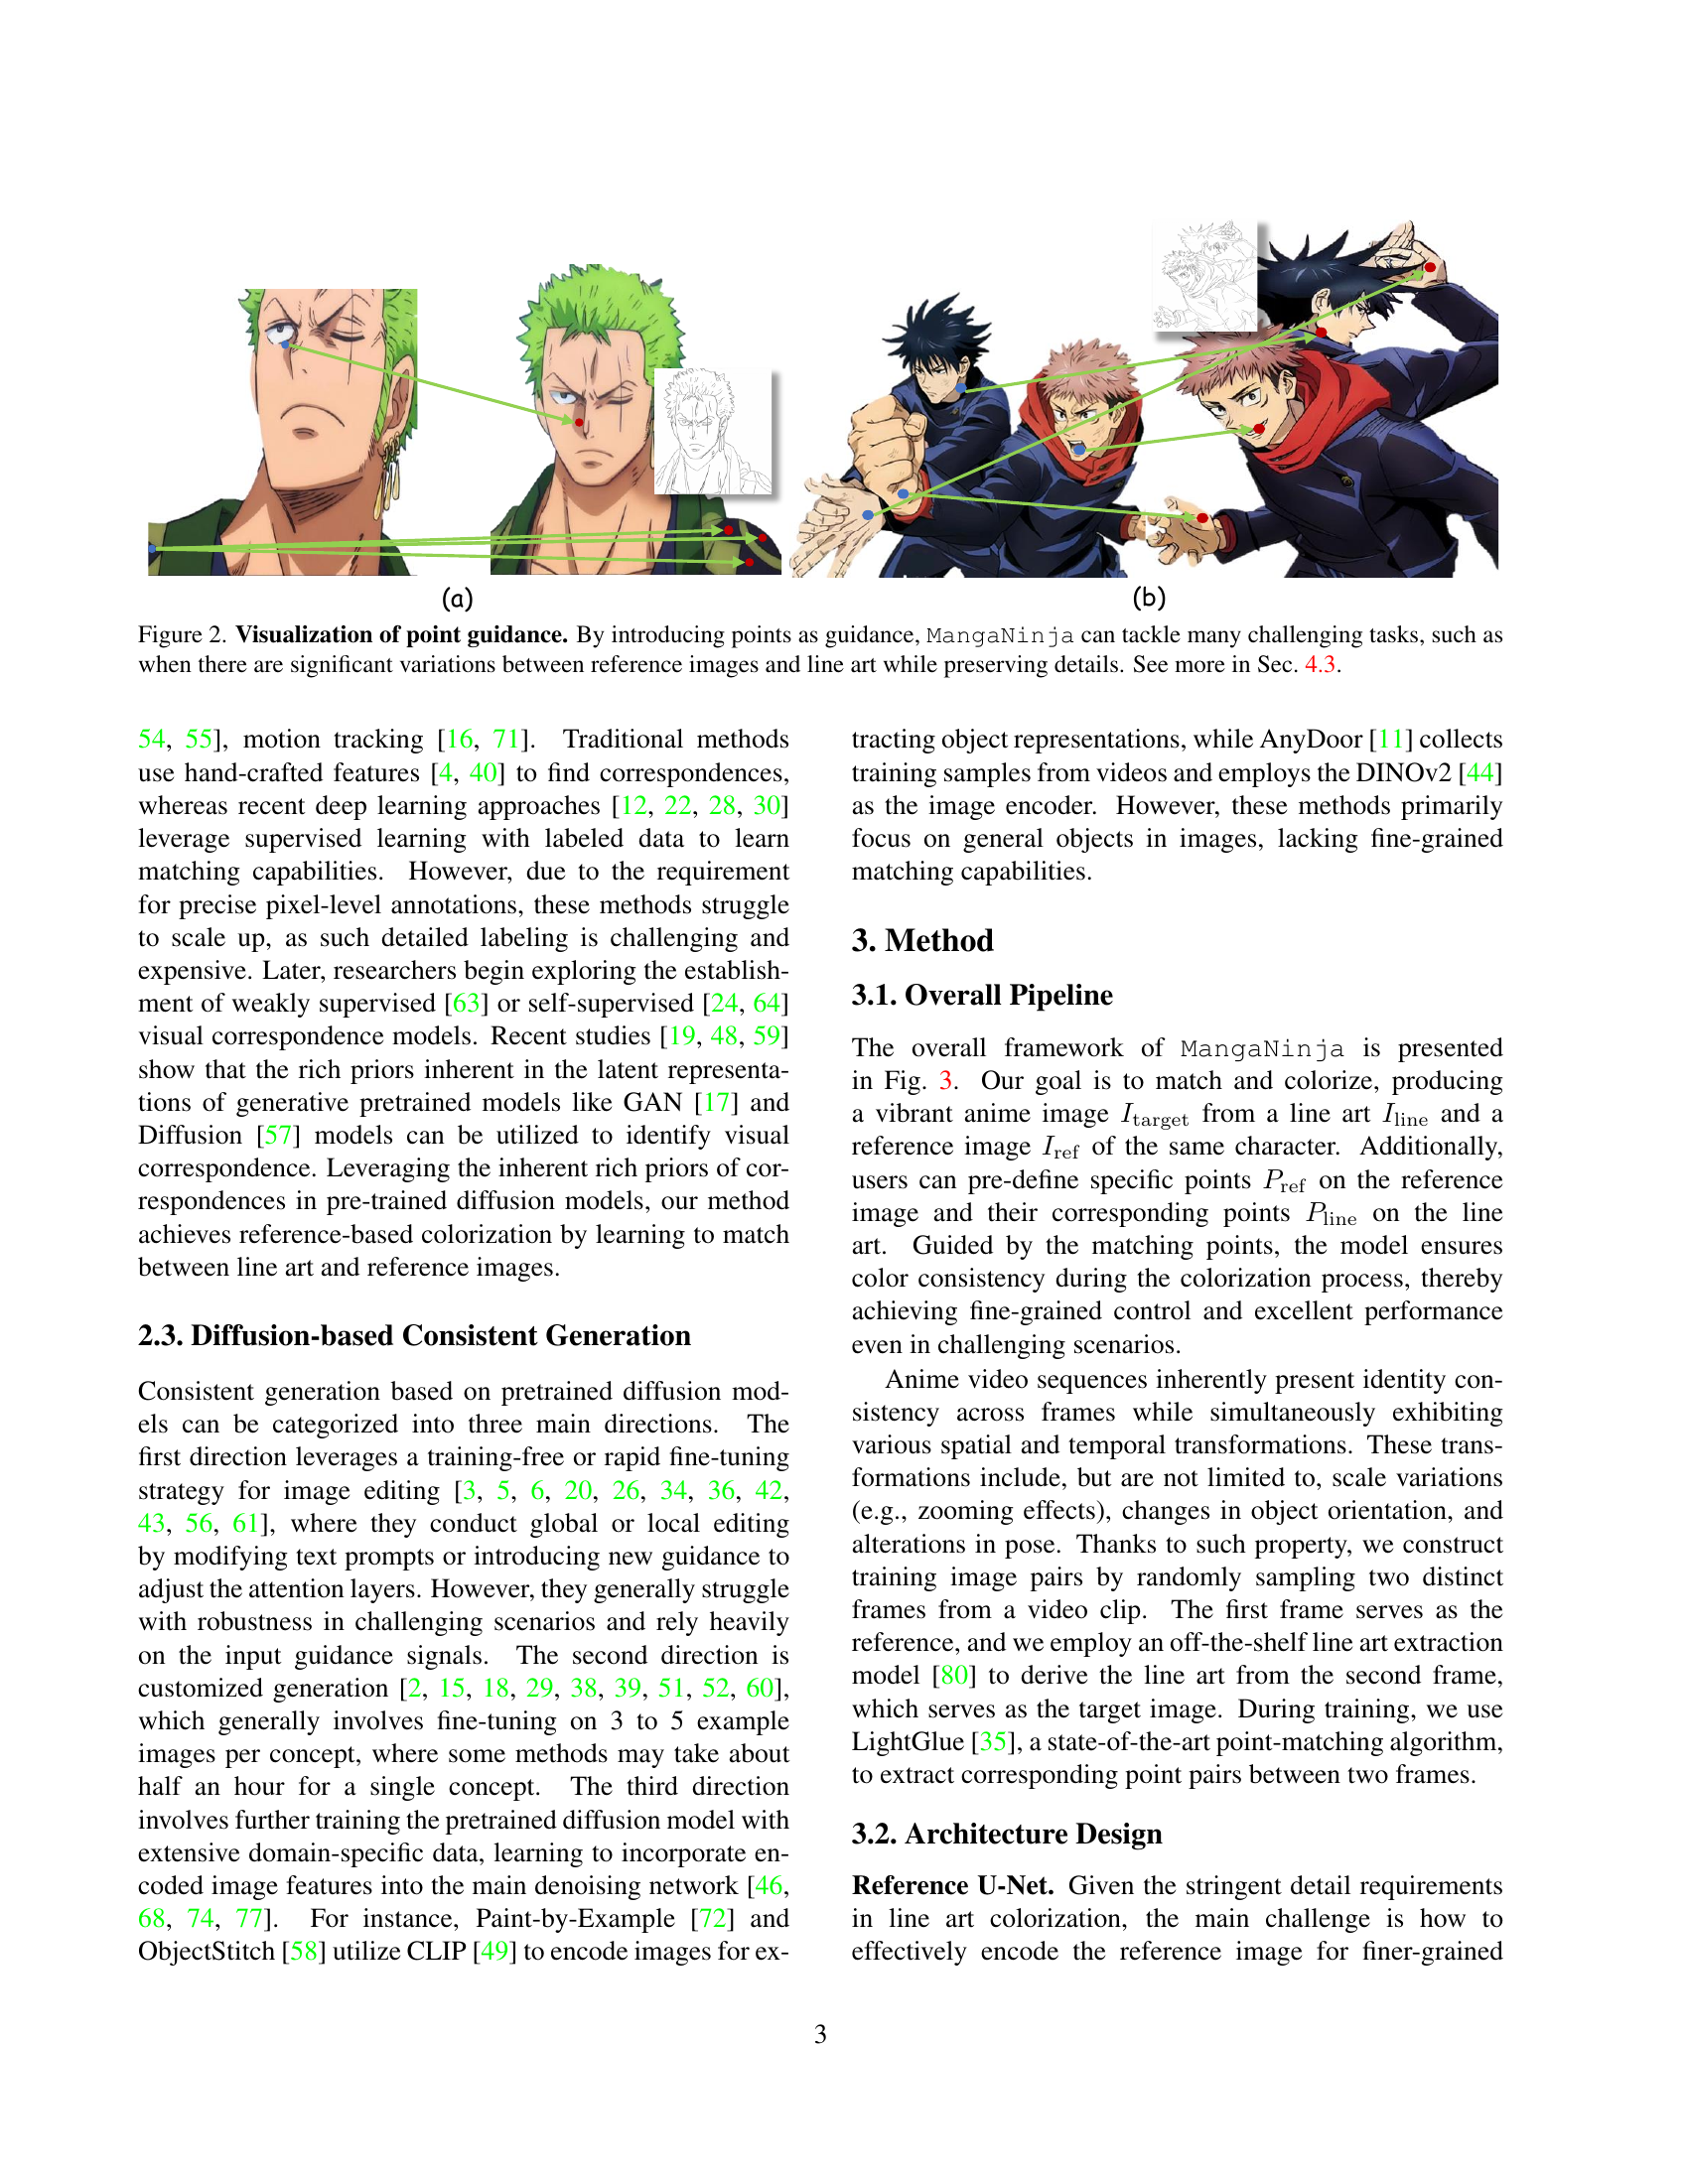 (a)
(b)
Figure 2. Visualization of point guidance. By introducing points as guidance, MangaNinja can tackle many challenging tasks, such as
when there are significant variations between reference images and line art while preserving details. See more in Sec. 4.3.
54, 55], motion tracking [16, 71]. Traditional methods
use hand-crafted features [4, 40] to find correspondences,
whereas recent deep learning approaches [12, 22, 28, 30]
leverage supervised learning with labeled data to learn
matching capabilities. However, due to the requirement
for precise pixel-level annotations, these methods struggle
to scale up, as such detailed labeling is challenging and
expensive. Later, researchers begin exploring the establish-
ment of weakly supervised [63] or self-supervised [24, 64]
visual correspondence models. Recent studies [19, 48, 59]
show that the rich priors inherent in the latent representa-
tions of generative pretrained models like GAN [17] and
Diffusion [57] models can be utilized to identify visual
correspondence. Leveraging the inherent rich priors of cor-
respondences in pre-trained diffusion models, our method
achieves reference-based colorization by learning to match
between line art and reference images.
2.3. Diffusion-based Consistent Generation
Consistent generation based on pretrained diffusion mod-
els can be categorized into three main directions. The
first direction leverages a training-free or rapid fine-tuning
strategy for image editing [3, 5, 6, 20, 26, 34, 36, 42,
43, 56, 61], where they conduct global or local editing
by modifying text prompts or introducing new guidance to
adjust the attention layers. However, they generally struggle
with robustness in challenging scenarios and rely heavily
on the input guidance signals. The second direction is
customized generation [2, 15, 18, 29, 38, 39, 51, 52, 60],
which generally involves fine-tuning on 3 to 5 example
images per concept, where some methods may take about
half an hour for a single concept. The third direction
involves further training the pretrained diffusion model with
extensive domain-specific data, learning to incorporate en-
coded image features into the main denoising network [46,
68, 74, 77]. For instance, Paint-by-Example [72] and
ObjectStitch [58] utilize CLIP [49] to encode images for ex-
tracting object representations, while AnyDoor [11] collects
training samples from videos and employs the DINOv2 [44]
as the image encoder. However, these methods primarily
focus on general objects in images, lacking fine-grained
matching capabilities.
3. Method
3.1. Overall Pipeline
The overall framework of MangaNinja is presented
in Fig. 3. Our goal is to match and colorize, producing
a vibrant anime image I_target from a line art I_line and a
reference image I_ref of the same character. Additionally,
users can pre-define specific points P_ref on the reference
image and their corresponding points P_line on the line
art. Guided by the matching points, the model ensures
color consistency during the colorization process, thereby
achieving fine-grained control and excellent performance
even in challenging scenarios.
Anime video sequences inherently present identity con-
sistency across frames while simultaneously exhibiting
various spatial and temporal transformations. These trans-
formations include, but are not limited to, scale variations
(e.g., zooming effects), changes in object orientation, and
alterations in pose. Thanks to such property, we construct
training image pairs by randomly sampling two distinct
frames from a video clip. The first frame serves as the
reference, and we employ an off-the-shelf line art extraction
model [80] to derive the line art from the second frame,
which serves as the target image. During training, we use
LightGlue [35], a state-of-the-art point-matching algorithm,
to extract corresponding point pairs between two frames.
3.2. Architecture Design
Reference U-Net. Given the stringent detail requirements
in line art colorization, the main challenge is how to
effectively encode the reference image for finer-grained
3